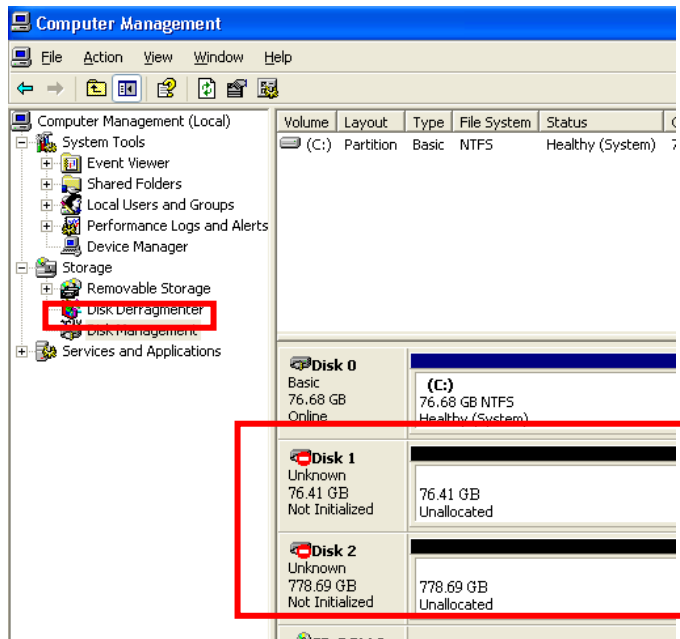 Computer Management
File Action View Window Help
Computer Management (Local)
System Tools
Event Viewer
Shared Folders
Local Users and Groups
Performance Logs and Alerts
Device Manager
Storage
Removable Storage
Disk Defragmenter
Disk Management
Services and Applications
Volume Layout Type File System Status
(C:) Partition Basic NTFS Healthy (System)
Disk 0
Basic
76.68 GB
Online
(C:)
76.68 GB NTFS
Healthy (System)
Disk 1
Unknown
76.41 GB
Not Initialized
76.41 GB
Unallocated
Disk 2
Unknown
778.69 GB
Not Initialized
778.69 GB
Unallocated